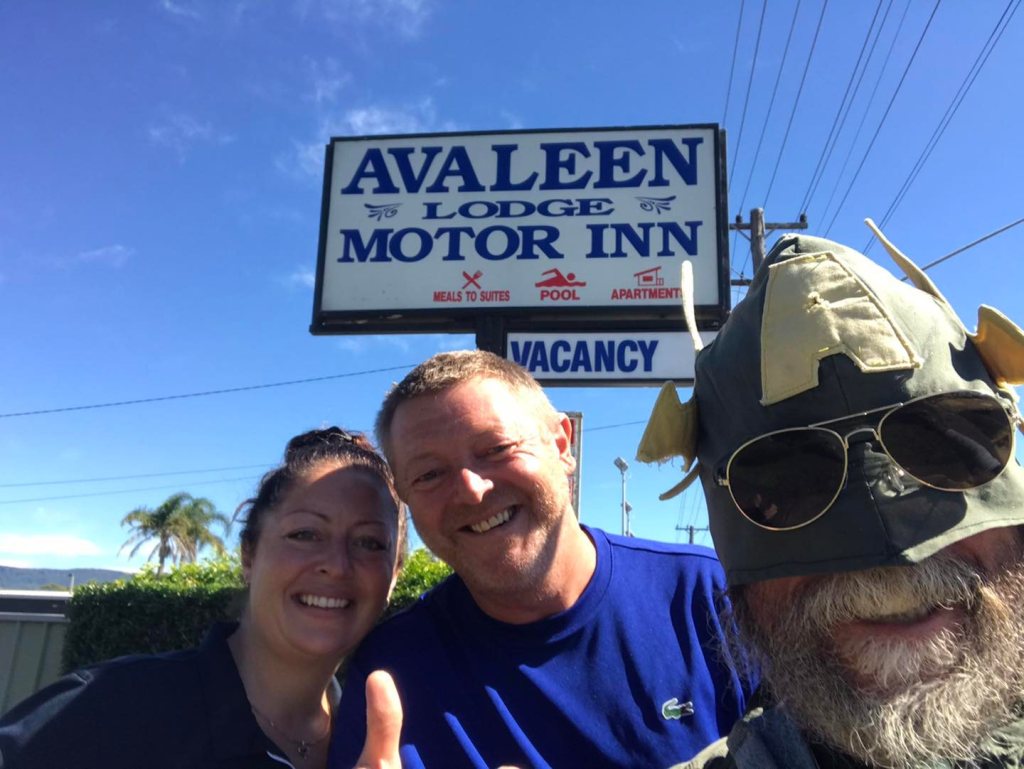 AVALEEN
LODGE
MOTOR INN
MEALS TO SUITES POOL APARTMENTS
VACANCY
A